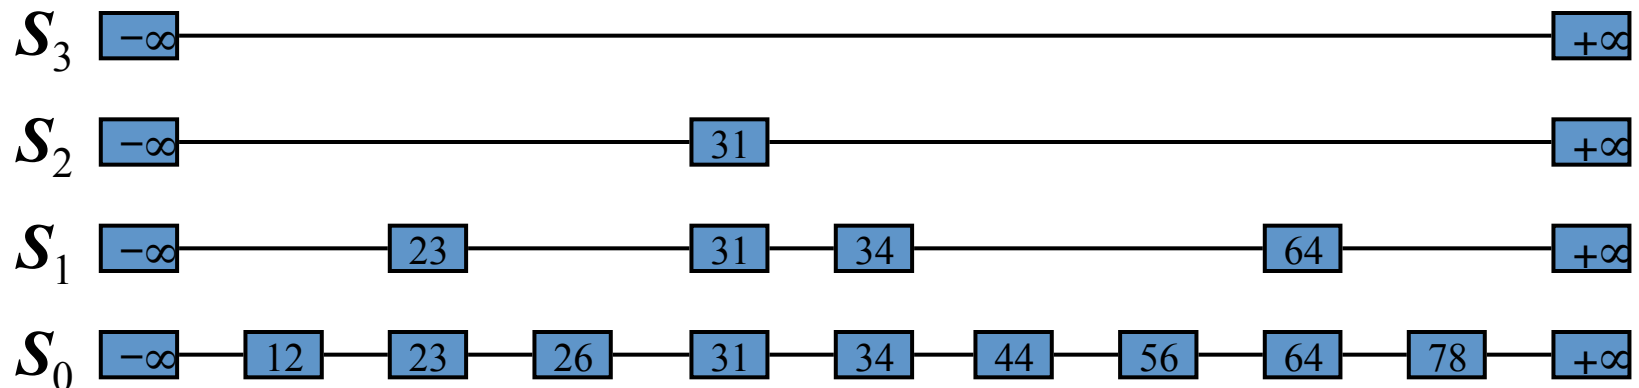 S3 −∞ +∞
S2 −∞ 31 +∞
S1 −∞ 23 31 34 64 +∞
S0 −∞ 12 23 26 31 34 44 56 64 78 +∞